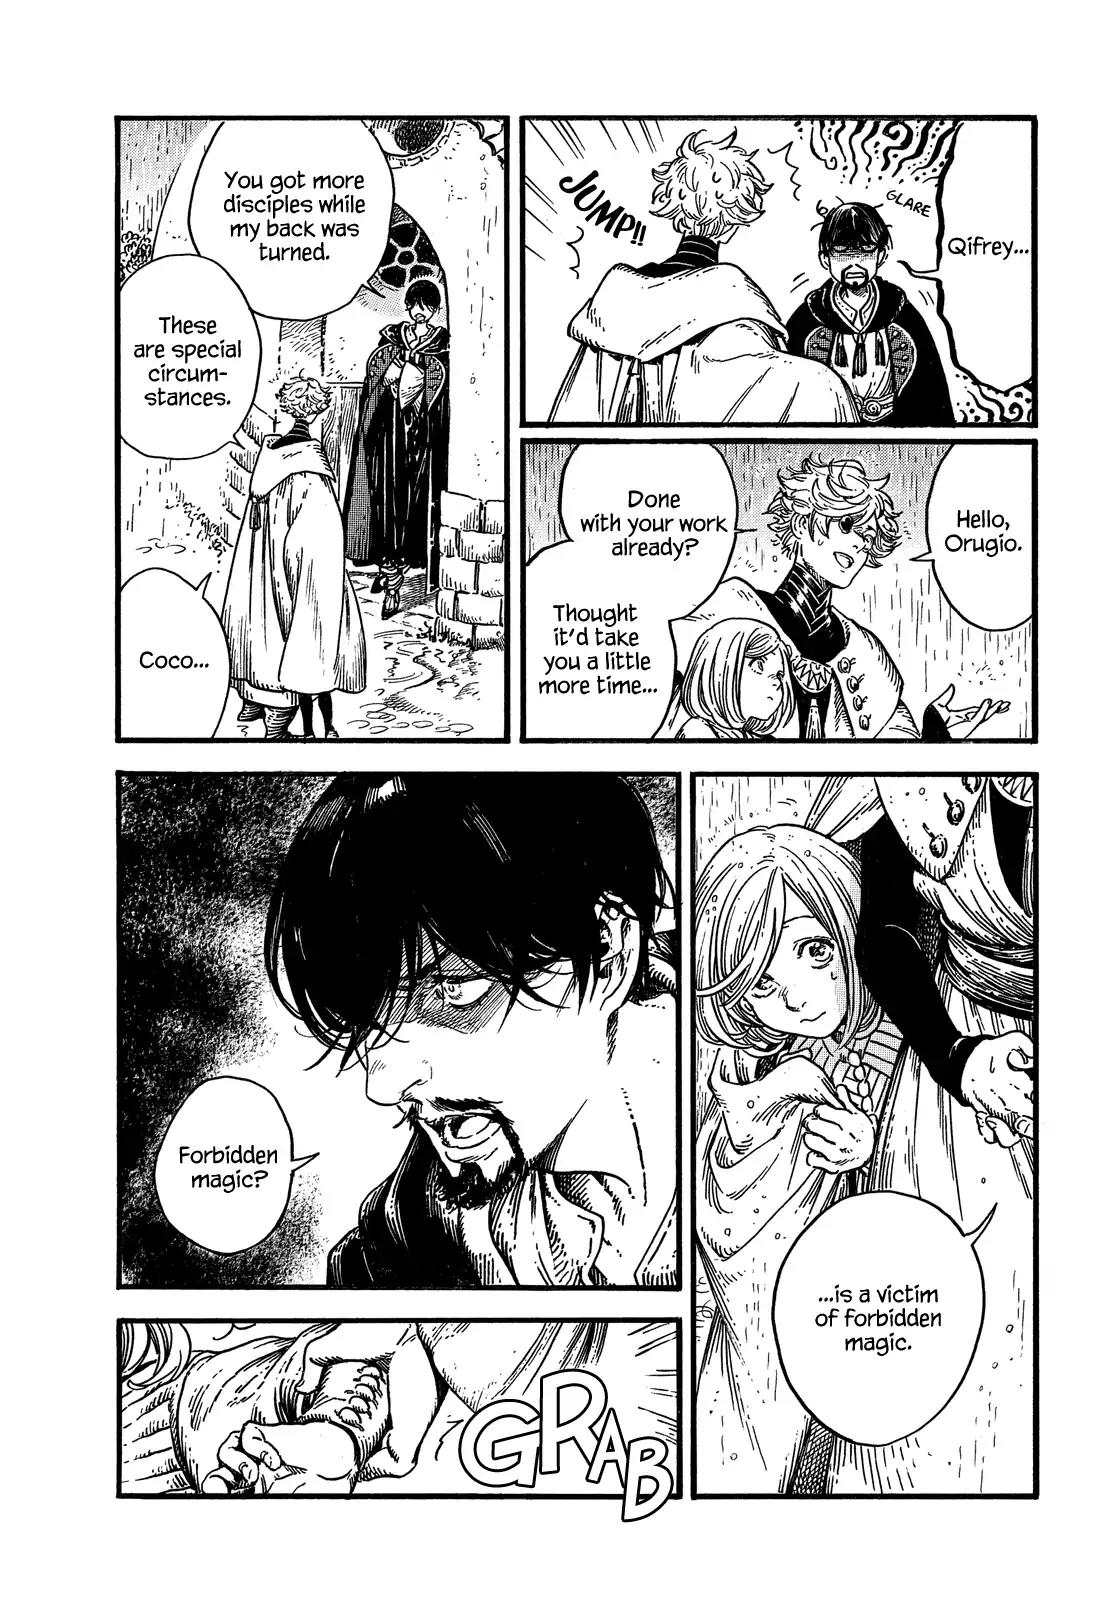 JUMP!!
GLARE
Qifrey...
Hello,
Orugio.
Done
with your work
already?
Thought
it'd take
you a little
more time...
You got more
disciples while
my back was
turned.
These
are special
circum-
stances.
Coco...
...is a victim
of forbidden
magic.
Forbidden
magic?
GRAB